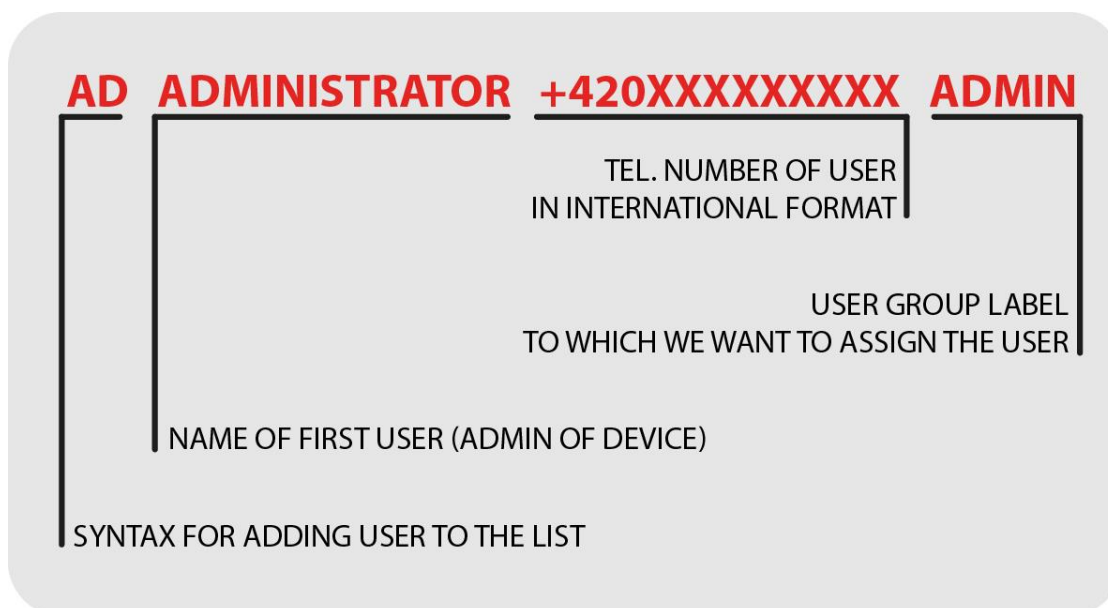 AD ADMINISTRATOR +420XXXXXXXXX ADMIN
TEL. NUMBER OF USER
IN INTERNATIONAL FORMAT
USER GROUP LABEL
TO WHICH WE WANT TO ASSIGN THE USER
NAME OF FIRST USER (ADMIN OF DEVICE)
SYNTAX FOR ADDING USER TO THE LIST